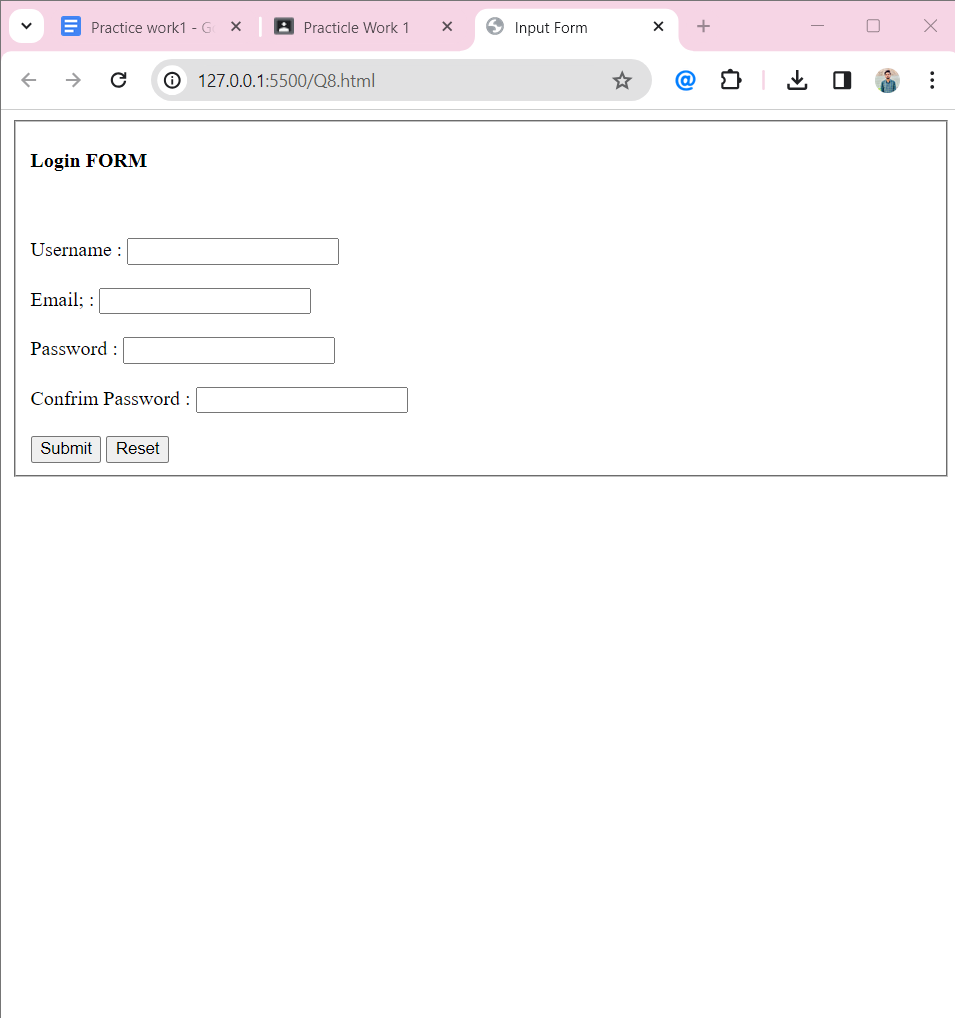 Practice work1 - G
Practicle Work 1
Input Form
127.0.0.1:5500/Q8.html
Login FORM
Username :
Email; :
Password :
Confrim Password :
Submit Reset